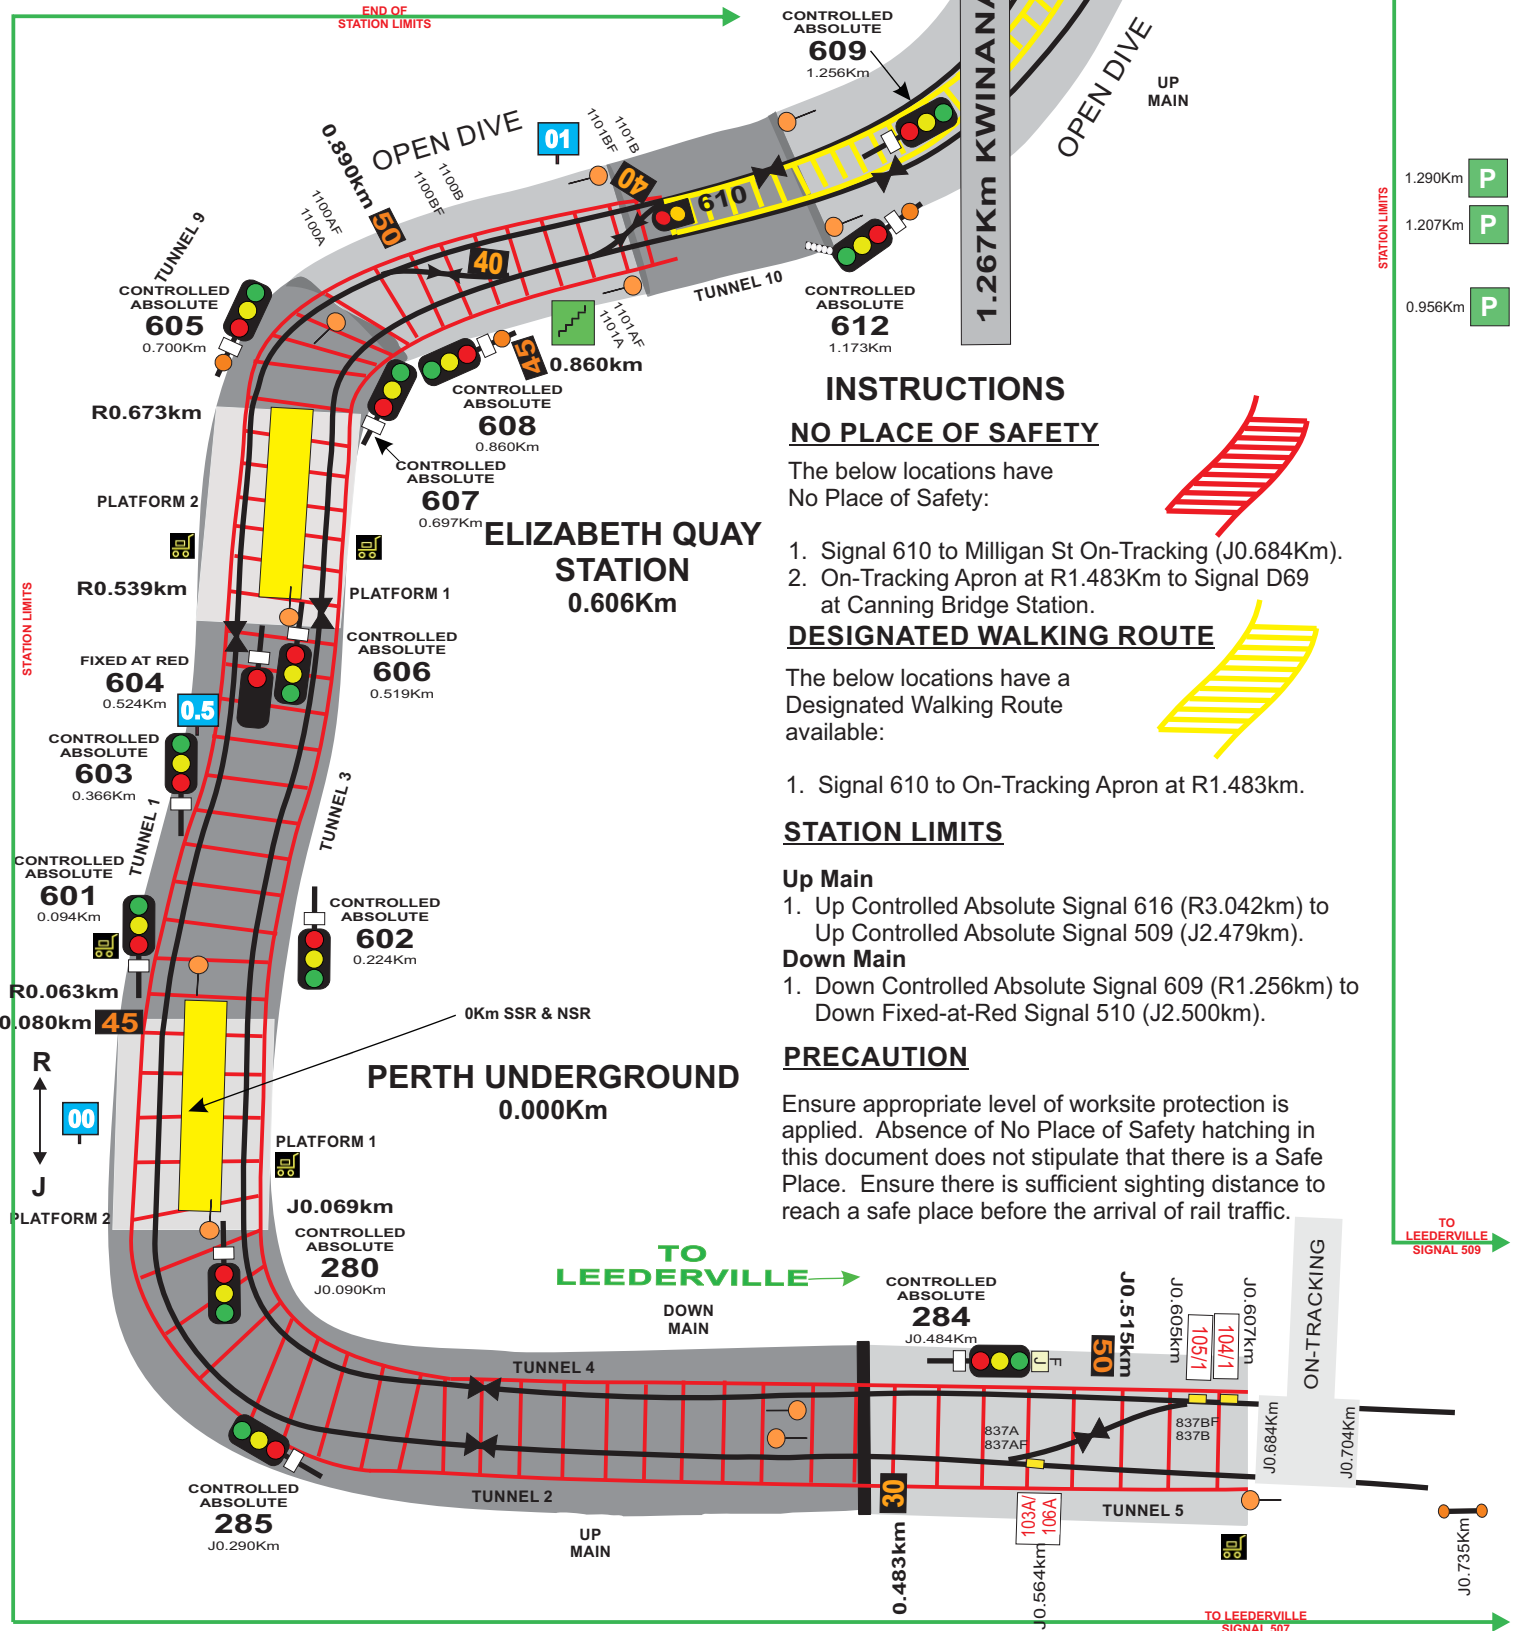 END OF
STATION LIMITS
CONTROLLED
ABSOLUTE
609
1.256Km
1.267Km KWINANA
OPEN DIVE
UP
MAIN
STATION LIMITS
1.290Km P
1.207Km P
0.956Km P
OPEN DIVE
01
1101BF
1101B
40
610
0.890km
50
1100BF
1100B
1100AF
1100A
40
TUNNEL 9
TUNNEL 10
CONTROLLED
ABSOLUTE
605
0.700Km
CONTROLLED
ABSOLUTE
612
1.173Km
1101AF
1101A
45
0.860km
CONTROLLED
ABSOLUTE
608
0.860Km
R0.673km
CONTROLLED
ABSOLUTE
607
0.697Km
PLATFORM 2
ELIZABETH QUAY
STATION
0.606Km
R0.539km
PLATFORM 1
STATION LIMITS
FIXED AT RED
604
0.524Km
CONTROLLED
ABSOLUTE
606
0.519Km
0.5
CONTROLLED
ABSOLUTE
603
0.366Km
TUNNEL 1
TUNNEL 3
CONTROLLED
ABSOLUTE
601
0.094Km
CONTROLLED
ABSOLUTE
602
0.224Km
R0.063km
0.080km 45
0Km SSR & NSR
R
J
00
PERTH UNDERGROUND
0.000Km
PLATFORM 1
PLATFORM 2
J0.069km
CONTROLLED
ABSOLUTE
280
J0.090Km
INSTRUCTIONS
NO PLACE OF SAFETY
The below locations have
No Place of Safety:
1. Signal 610 to Milligan St On-Tracking (J0.684Km).
2. On-Tracking Apron at R1.483Km to Signal D69
at Canning Bridge Station.
DESIGNATED WALKING ROUTE
The below locations have a
Designated Walking Route
available:
1. Signal 610 to On-Tracking Apron at R1.483km.
STATION LIMITS
Up Main
1. Up Controlled Absolute Signal 616 (R3.042km) to
Up Controlled Absolute Signal 509 (J2.479km).
Down Main
1. Down Controlled Absolute Signal 609 (R1.256km) to
Down Fixed-at-Red Signal 510 (J2.500km).
PRECAUTION
Ensure appropriate level of worksite protection is
applied. Absence of No Place of Safety hatching in
this document does not stipulate that there is a Safe
Place. Ensure there is sufficient sighting distance to
reach a safe place before the arrival of rail traffic.
TO
LEEDERVILLE
SIGNAL 509
TO
LEEDERVILLE
DOWN
MAIN
CONTROLLED
ABSOLUTE
284
J0.484Km
J
F
50
J0.515km
J0.605km
105/1
104/1
J0.607km
ON-TRACKING
TUNNEL 4
837A
837AF
837BF
837B
J0.684Km
J0.704Km
CONTROLLED
ABSOLUTE
285
J0.290Km
TUNNEL 2
UP
MAIN
30
0.483km
103A/
106A
J0.564km
TUNNEL 5
J0.735Km
TO LEEDERVILLE
SIGNAL 507